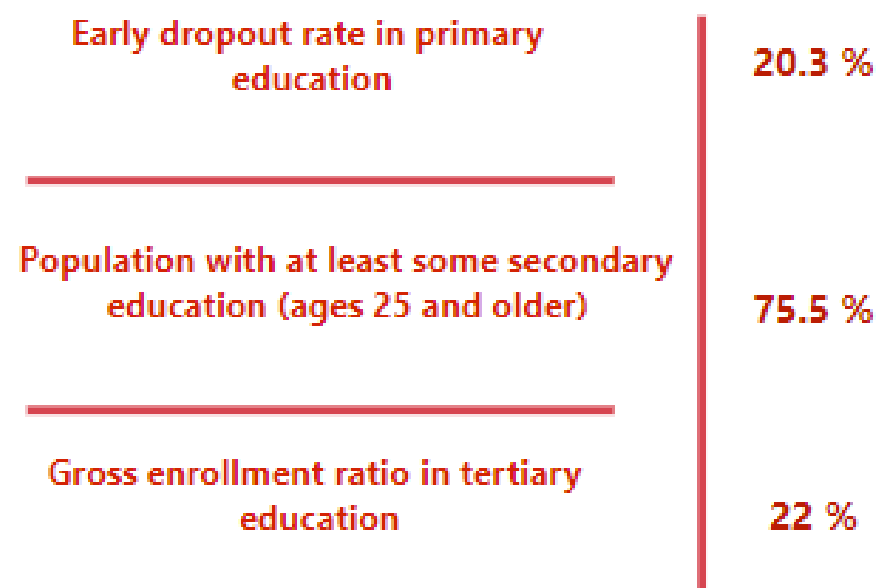 Early dropout rate in primary
education
20.3 %
Population with at least some secondary
education (ages 25 and older)
75.5 %
Gross enrollment ratio in tertiary
education
22 %